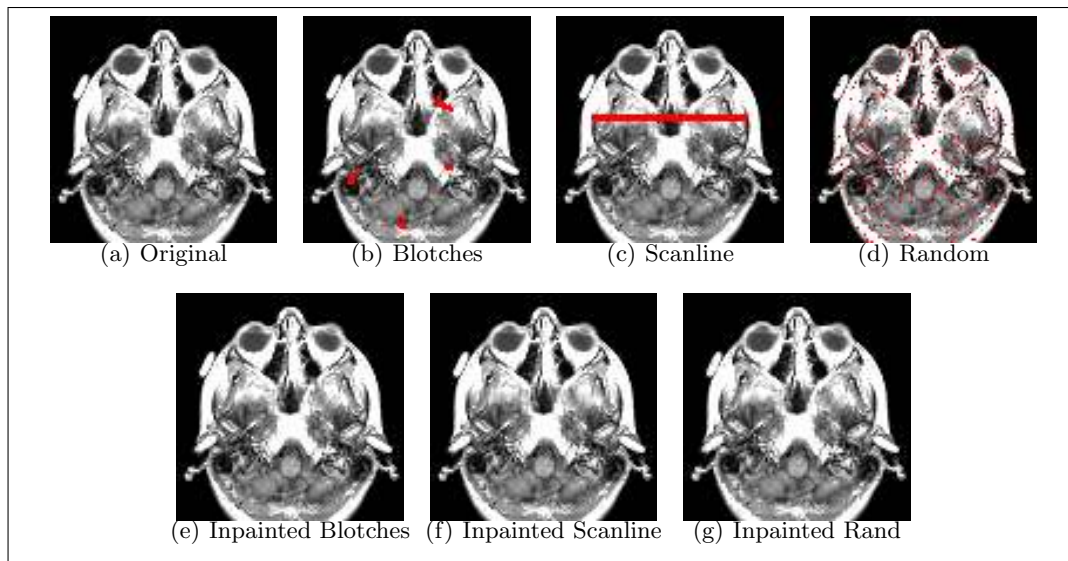 (a) Original
(b) Blotches
(c) Scanline
(d) Random
(e) Inpainted Blotches
(f) Inpainted Scanline
(g) Inpainted Rand